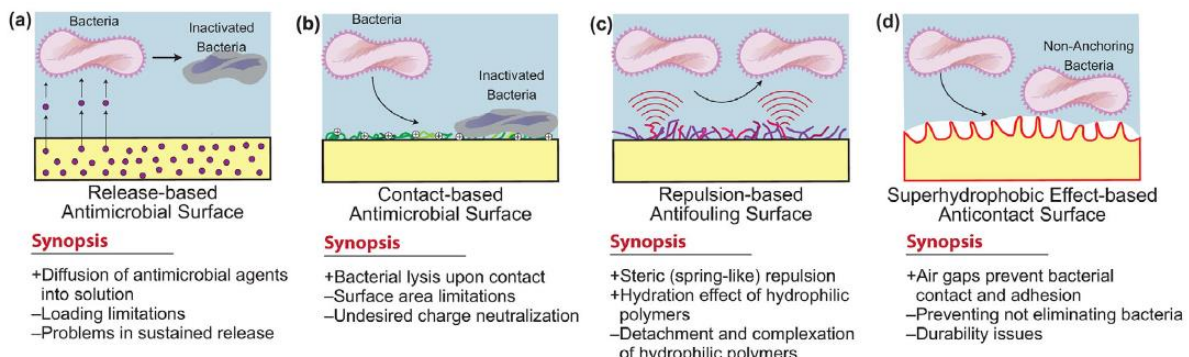 (a)
Bacteria
Inactivated
Bacteria
Release-based
Antimicrobial Surface
Synopsis
+Diffusion of antimicrobial agents
into solution
–Loading limitations
–Problems in sustained release
(b)
Bacteria
Inactivated
Bacteria
Contact-based
Antimicrobial Surface
Synopsis
+Bacterial lysis upon contact
–Surface area limitations
–Undesired charge neutralization
(c)
Repulsion-based
Antifouling Surface
Synopsis
+Steric (spring-like) repulsion
+Hydration effect of hydrophilic
polymers
–Detachment and complexation
of hydrophilic polymers
(d)
Non-Anchoring
Bacteria
Superhydrophobic Effect-based
Anticontact Surface
Synopsis
+Air gaps prevent bacterial
contact and adhesion
–Preventing not eliminating bacteria
–Durability issues